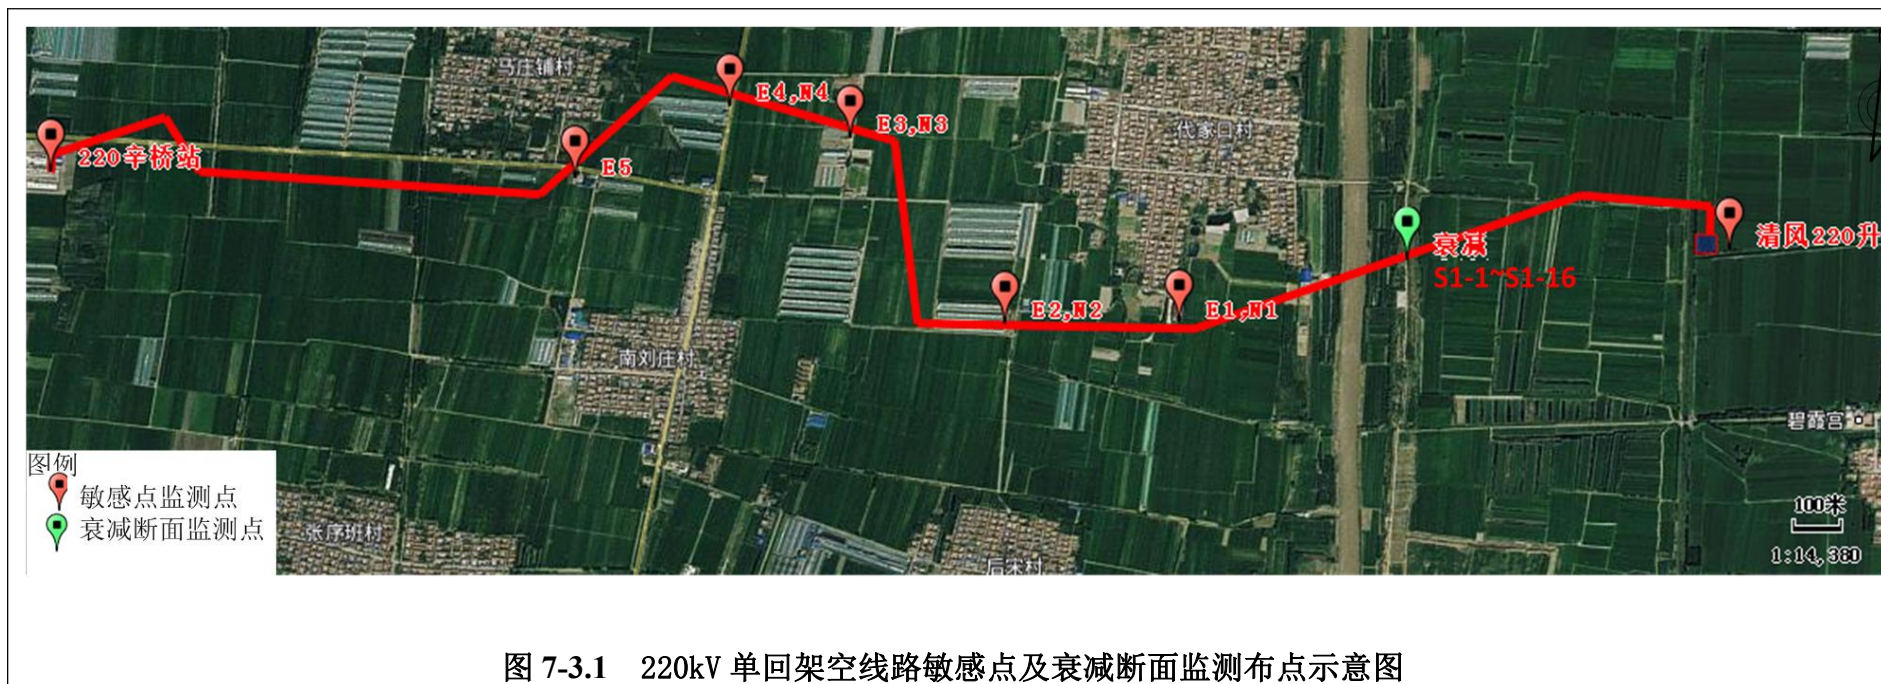 马庄铺村
E4,N4
E3,N3
代家口村
220辛桥站
E5
清风220升
衰减
S1-1~S1-16
E2,N2
E1,N1
南刘庄村
碧霞宫
图例
敏感点监测点
衰减断面监测点
100米
张序班村
1:14,380
后宋村
图 7-3.1 220kV 单回架空线路敏感点及衰减断面监测布点示意图